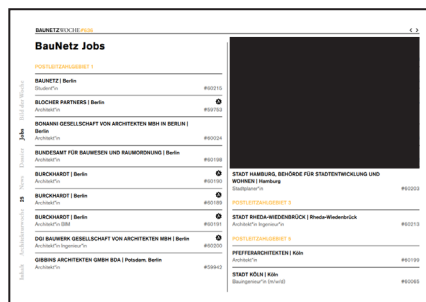 BAUNETZWOCHE#626
BauNetz Jobs
POSTLEITZAHLGEBIET 1
BAUNETZ | Berlin
Student*in #60215
BLOCHER PARTNERS | Berlin
Architekt*in #59763
BONANNI GESELLSCHAFT VON ARCHITEKTEN MBH IN BERLIN |
Berlin
Architekt*in #60024
BUNDESAMT FÜR BAUWESEN UND RAUMORDNUNG | Berlin
Architekt*in #60198
BURCKHARDT | Berlin
Architekt*in #60190
BURCKHARDT | Berlin
Architekt*in #60189
BURCKHARDT | Berlin
Architekt*in BIM #60191
DGI BAUWERK GESELLSCHAFT VON ARCHITEKTEN MBH | Berlin
Architekt*in Ingenieur*in #60200
GIBBINS ARCHITEKTEN GMBH BDA | Potsdam, Berlin
Architekt*in #59942
STADT HAMBURG, BEHÖRDE FÜR STADTENTWICKLUNG UND
WOHNEN | Hamburg
Stadtplaner*in #60203
POSTLEITZAHLGEBIET 3
STADT RHEDA-WIEDENBRÜCK | Rheda-Wiedenbrück
Architekt*in Ingenieur*in #60213
POSTLEITZAHLGEBIET 5
PFEFFERARCHITEKTEN | Köln
Architekt*in #60199
STADT KÖLN | Köln
Bauingenieur*in (m/w/d) #60065
Inhalt
Architekturwoche
25
News
Dossier
Jobs
Bild der Woche